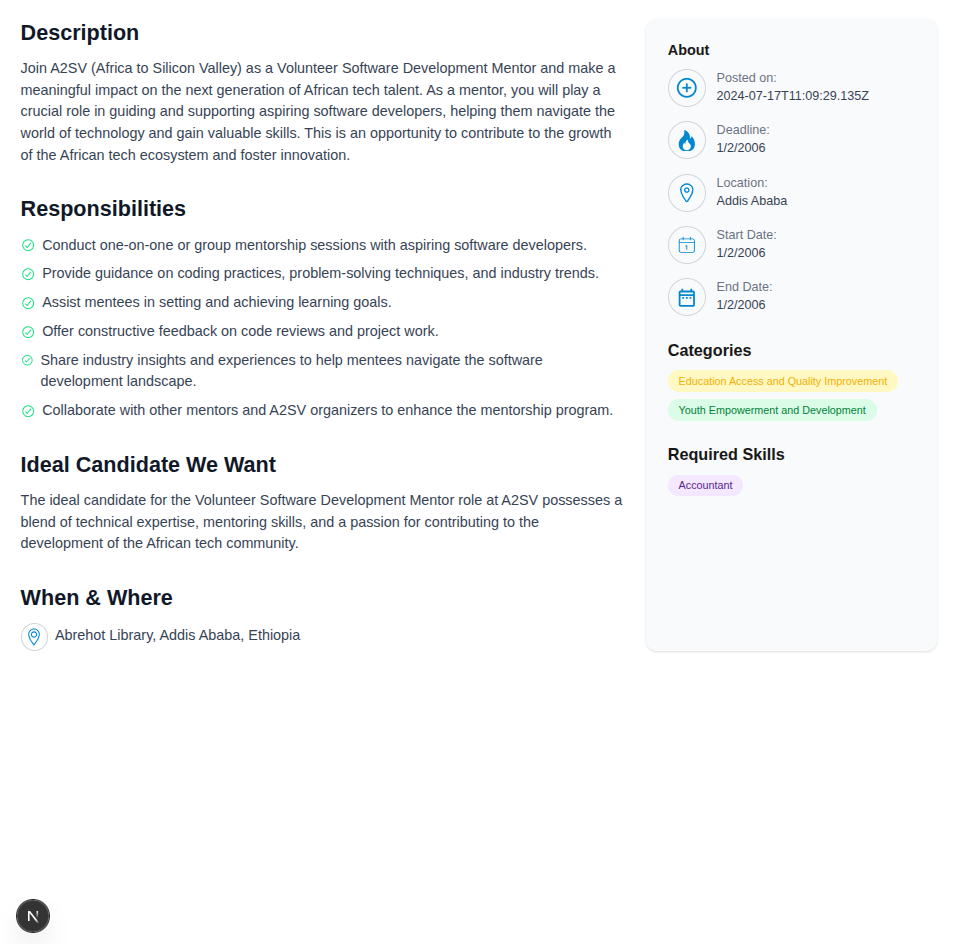 Description
Join A2SV (Africa to Silicon Valley) as a Volunteer Software Development Mentor and make a
meaningful impact on the next generation of African tech talent. As a mentor, you will play a
crucial role in guiding and supporting aspiring software developers, helping them navigate the
world of technology and gain valuable skills. This is an opportunity to contribute to the growth
of the African tech ecosystem and foster innovation.
Responsibilities
Conduct one-on-one or group mentorship sessions with aspiring software developers.
Provide guidance on coding practices, problem-solving techniques, and industry trends.
Assist mentees in setting and achieving learning goals.
Offer constructive feedback on code reviews and project work.
Share industry insights and experiences to help mentees navigate the software
development landscape.
Collaborate with other mentors and A2SV organizers to enhance the mentorship program.
Ideal Candidate We Want
The ideal candidate for the Volunteer Software Development Mentor role at A2SV possesses a
blend of technical expertise, mentoring skills, and a passion for contributing to the
development of the African tech community.
When & Where
Abrehot Library, Addis Ababa, Ethiopia
About
Posted on:
2024-07-17T11:09:29.135Z
Deadline:
1/2/2006
Location:
Addis Ababa
Start Date:
1/2/2006
End Date:
1/2/2006
Categories
Education Access and Quality Improvement
Youth Empowerment and Development
Required Skills
Accountant
N